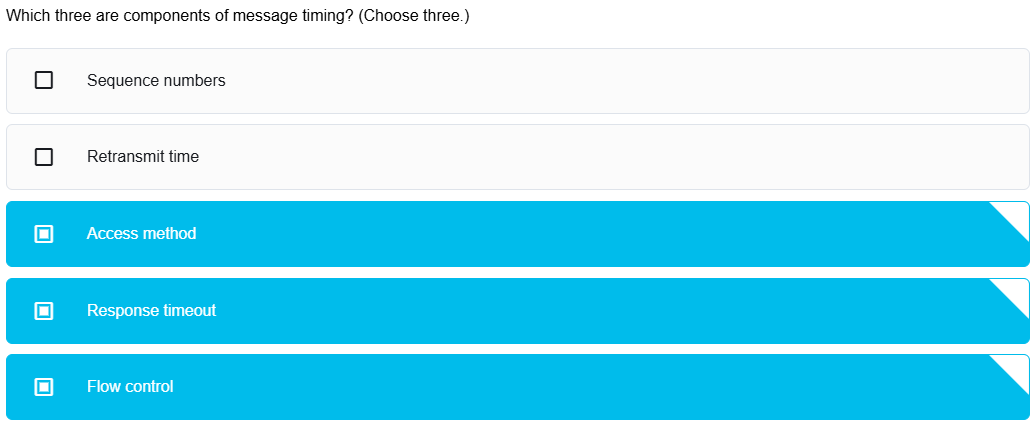 Which three are components of message timing? (Choose three.)
Sequence numbers
Retransmit time
Access method
Response timeout
Flow control